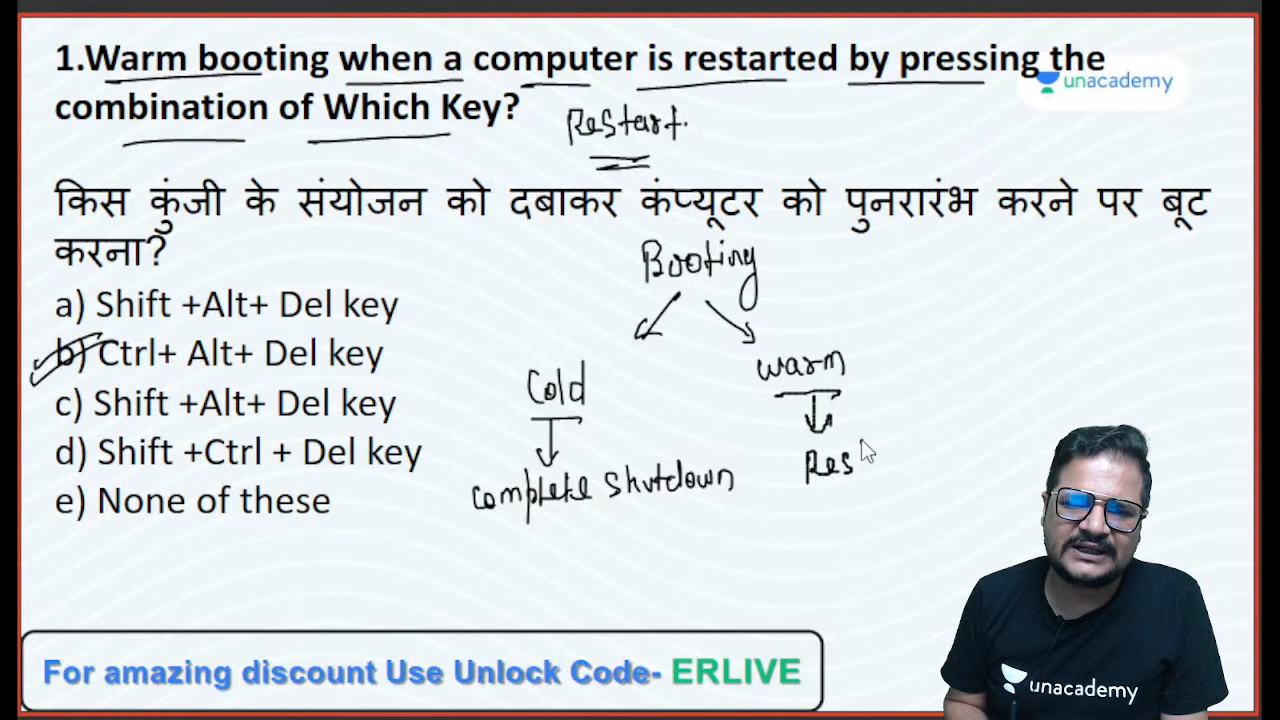 1.Warm booting when a computer is restarted by pressing the
unacademy
combination of Which Key?
Restart.
किस कुंजी के संयोजन को दबाकर कंप्यूटर को पुनरारंभ करने पर बूट
करना?
Booting
a) Shift +Alt+ Del key
b) Ctrl+ Alt+ Del key
c) Shift +Alt+ Del key
d) Shift +Ctrl + Del key
e) None of these
Cold
warm
Complete Shutdown
Res
For amazing discount Use Unlock Code- ERLIVE
unacademy